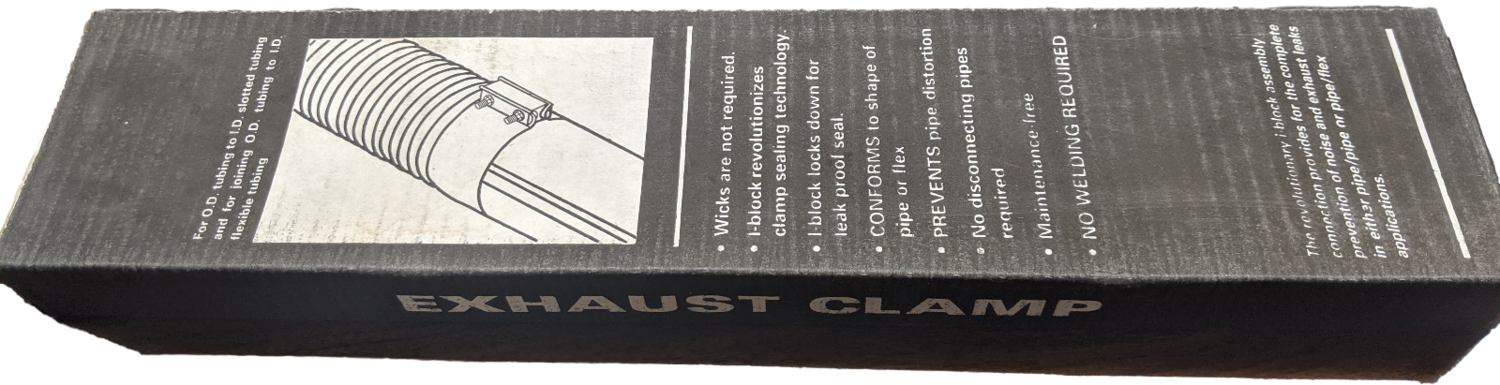 For O.D. tubing to I.D. slotted tubing
and for joining O.D. tubing to I.D.
flexible tubing
• Wicks are not required.
• I-block revolutionizes
clamp sealing technology.
• I-block locks down for
leak proof seal.
• CONFORMS to shape of
pipe or flex
• PREVENTS pipe distortion
• No disconnecting pipes
required
• Maintenance-free
• NO WELDING REQUIRED
The revolutionary i-block assembly
connection provides for the complete
prevention of noise and exhaust leaks
in either pipe/pipe or pipe/flex
applications.
EXHAUST CLAMP